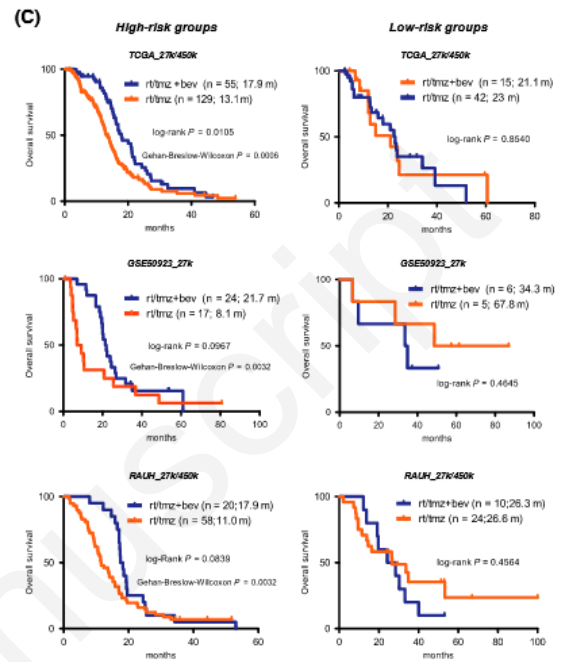 (C)
High-risk groups
Low-risk groups
TCGA_27k/450k
100
50
0
Overall survival
rt/tmz +bev (n = 55; 17.9 m)
rt/tmz (n = 129; 13.1 m)
log-rank P = 0.0105
Gehan-Breslow-Wilcoxon P = 0.0006
0 20 40 60
months
TCGA_27k/450k
100
50
0
Overall survival
rt/tmz+bev (n = 15; 21.1 m)
rt/tmz (n = 42; 23 m)
log-rank P = 0.8540
0 20 40 60 80
months
GSE50923_27k
100
50
0
Overall survival
rt/tmz+bev (n = 24; 21.7 m)
rt/tmz (n = 17; 8.1 m)
log-rank P = 0.0967
Gehan-Breslow-Wilcoxon P = 0.0032
0 20 40 60 80 100
months
GSE50923_27k
100
50
0
Overall survival
rt/tmz+bev (n = 6; 34.3 m)
rt/tmz (n = 5; 67.8 m)
log-rank P = 0.4645
0 20 40 60 80 100
months
RAUH_27k/450k
100
50
0
Overall survival
rt/tmz+bev (n = 20;17.9 m)
rt/tmz (n = 58;11.0 m)
log-Rank P = 0.0839
Gehan-Breslow-Wilcoxon P = 0.0032
0 20 40 60
months
RAUH_27k/450k
100
50
0
Overall survival
rt/tmz+bev (n = 10;26.3 m)
rt/tmz (n = 24;26.6 m)
log-rank P = 0.4564
0 20 40 60 80 100
months
nuscript